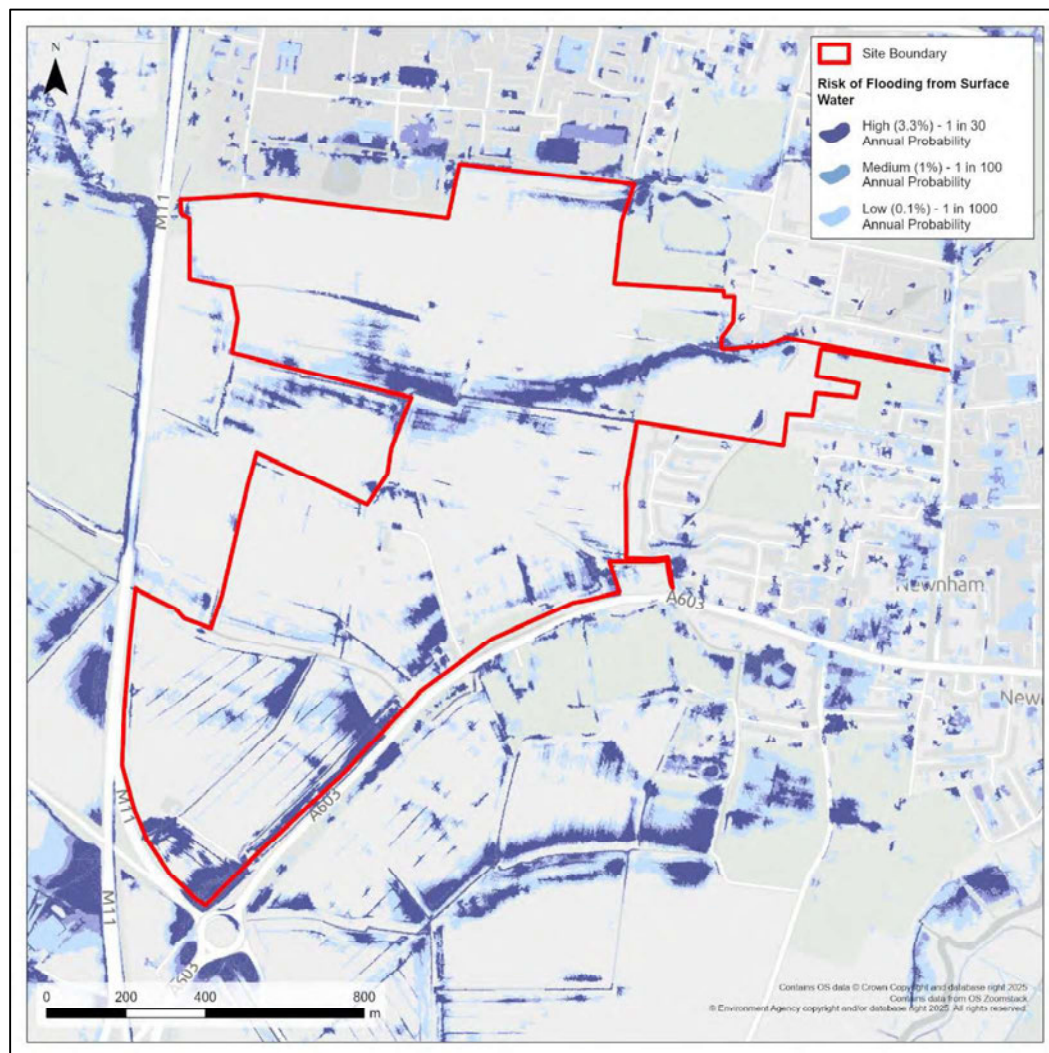 N
Site Boundary
Risk of Flooding from Surface
Water
High (3.3%) - 1 in 30
Annual Probability
Medium (1%) - 1 in 100
Annual Probability
Low (0.1%) - 1 in 1000
Annual Probability
M11
A603
Newnham
A603
M11
M11
A603
0 200 400 800
m
Contains OS data © Crown Copyright and database right 2025
Contains data from OS Zoomstack
© Environment Agency copyright and/or database right 2025. All rights reserved.